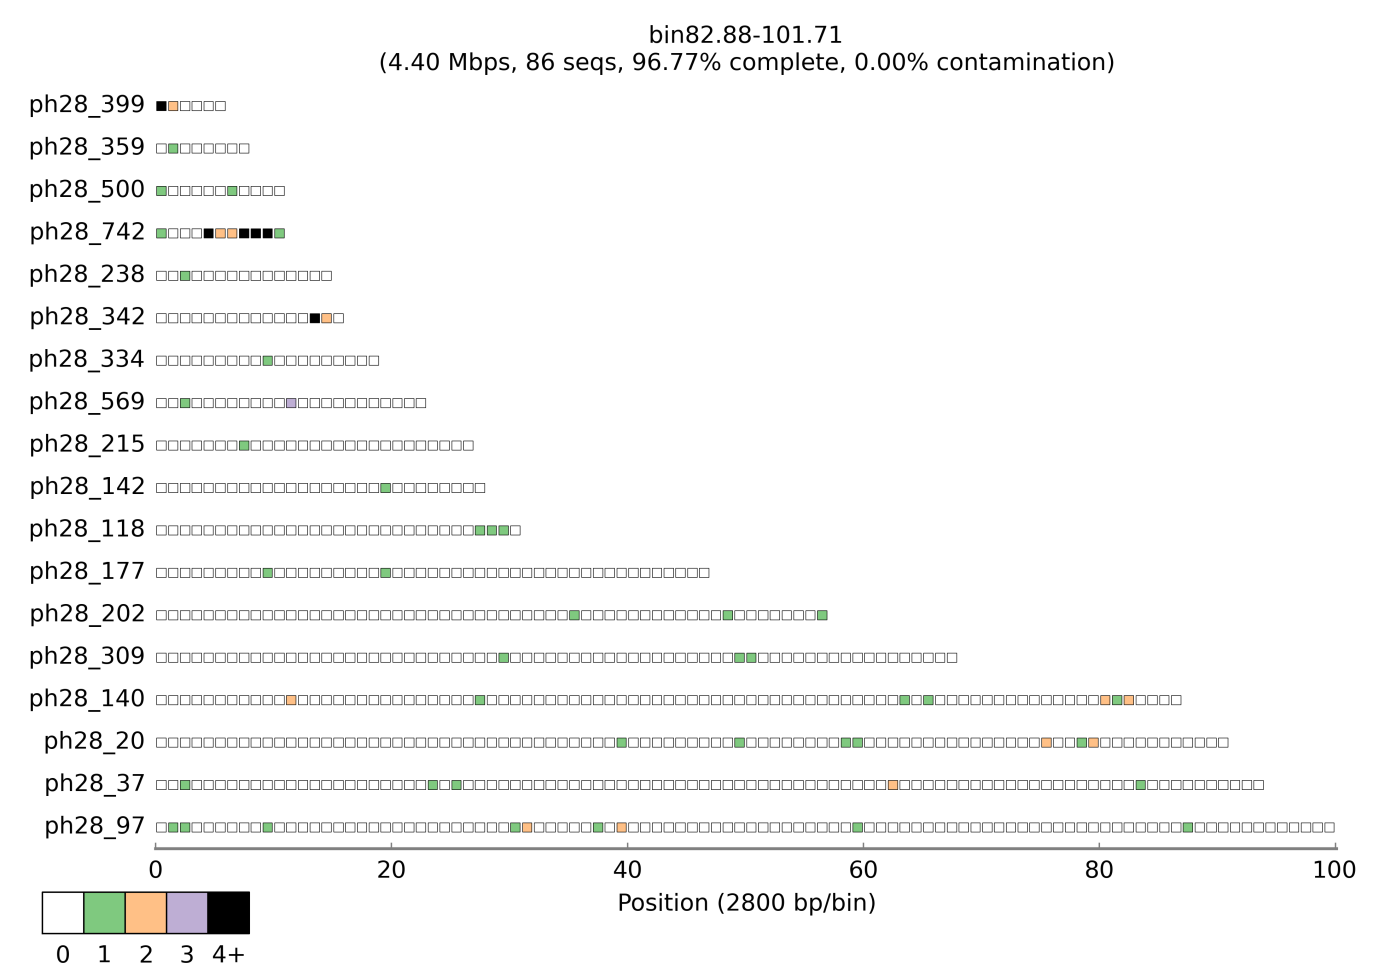 bin82.88-101.71
(4.40 Mbps, 86 seqs, 96.77% complete, 0.00% contamination)
ph28_399
ph28_359
ph28_500
ph28_742
ph28_238
ph28_342
ph28_334
ph28_569
ph28_215
ph28_142
ph28_118
ph28_177
ph28_202
ph28_309
ph28_140
ph28_20
ph28_37
ph28_97
0 20 40 60 80 100
Position (2800 bp/bin)
0 1 2 3 4+